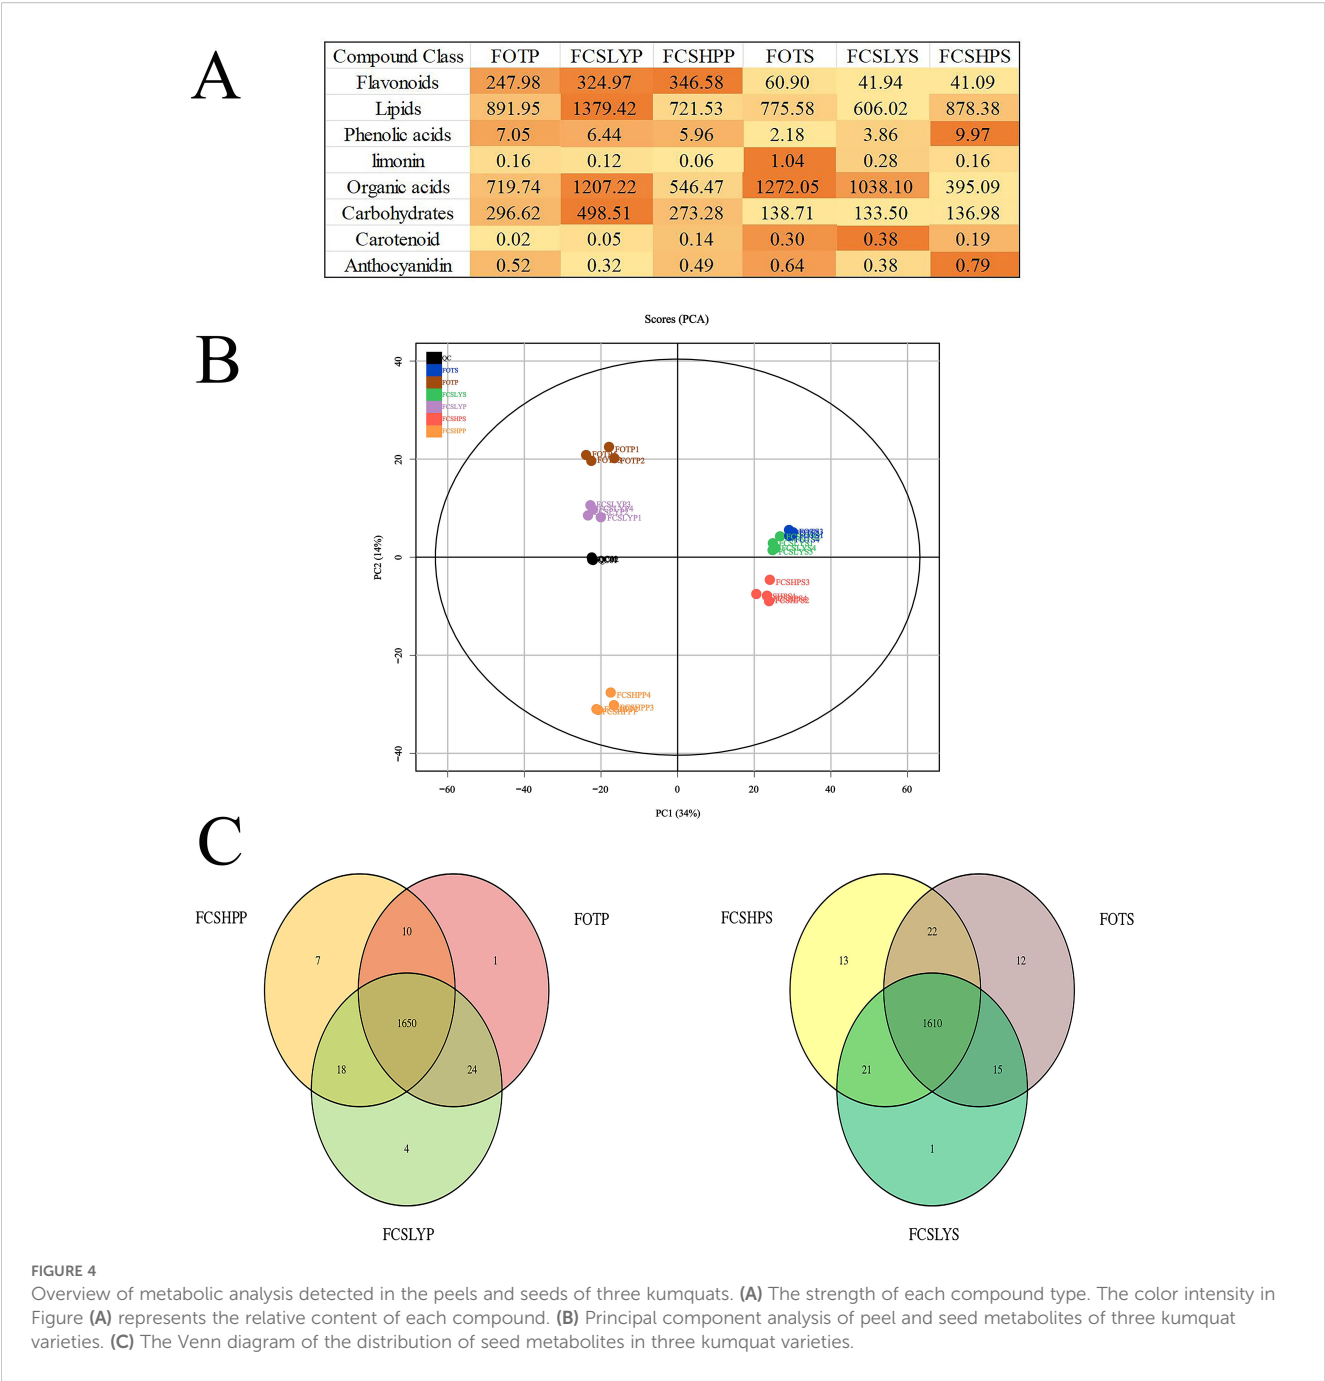 A
Compound Class FOTP FCSLYP FCSHPP FOTS FCSLYS FCSHPS
Flavonoids 247.98 324.97 346.58 60.90 41.94 41.09
Lipids 891.95 1379.42 721.53 775.58 606.02 878.38
Phenolic acids 7.05 6.44 5.96 2.18 3.86 9.97
limonin 0.16 0.12 0.06 1.04 0.28 0.16
Organic acids 719.74 1207.22 546.47 1272.05 1038.10 395.09
Carbohydrates 296.62 498.51 273.28 138.71 133.50 136.98
Carotenoid 0.02 0.05 0.14 0.30 0.38 0.19
Anthocyanidin 0.52 0.32 0.49 0.64 0.38 0.79
B
Scores (PCA)
QC
FOTS
FOTP
FCSLYS
FCSLYP
FCSHPS
FCSHPP
40
20
0
−20
−40
PC2 (14%)
FOTP1
FOTP2
FCSLYP1
FCSHPS3
FCSHPS2
FCSLYS3
FCSHPP4
FCSHPP3
−60 −40 −20 0 20 40 60
PC1 (34%)
C
FCSHPP FOTP
10
7 1
1650
18 24
4
FCSLYP
FCSHPS FOTS
22
13 12
1610
21 15
1
FCSLYS
FIGURE 4
Overview of metabolic analysis detected in the peels and seeds of three kumquats. (A) The strength of each compound type. The color intensity in
Figure (A) represents the relative content of each compound. (B) Principal component analysis of peel and seed metabolites of three kumquat
varieties. (C) The Venn diagram of the distribution of seed metabolites in three kumquat varieties.